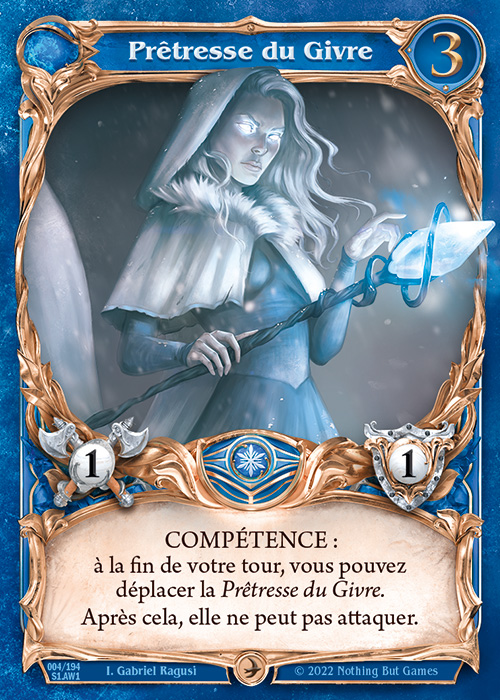 Prêtresse du Givre
3
1
1
COMPÉTENCE :
à la fin de votre tour, vous pouvez
déplacer la Prêtresse du Givre.
Après cela, elle ne peut pas attaquer.
004/194
S1.AW1
I. Gabriel Ragusi
© 2022 Nothing But Games